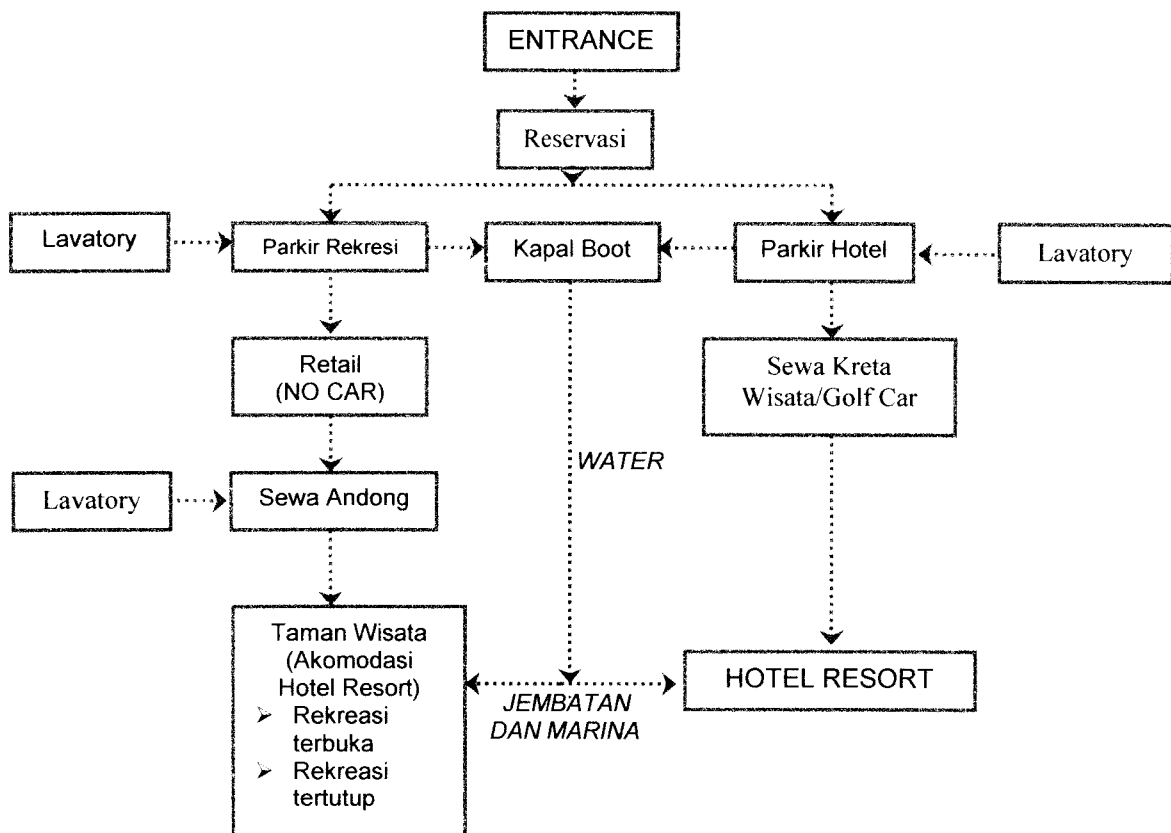 ENTRANCE
Reservasi
Lavatory
Parkir Rekresi
Kapal Boot
Parkir Hotel
Lavatory
Retail
(NO CAR)
Sewa Kreta
Wisata/Golf Car
WATER
Lavatory
Sewa Andong
Taman Wisata
(Akomodasi
Hotel Resort)
➢ Rekreasi
terbuka
➢ Rekreasi
tertutup
HOTEL RESORT
JEMBATAN
DAN MARINA